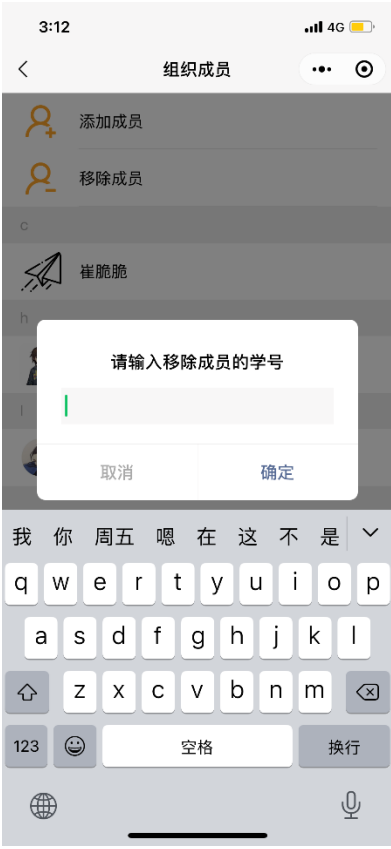 3:12
4G
组织成员
添加成员
移除成员
c
崔脆脆
h
请输入移除成员的学号
l
取消
确定
我 你 周五 嗯 在 这 不 是
q w e r t y u i o p
a s d f g h j k l
z x c v b n m
123
空格
换行